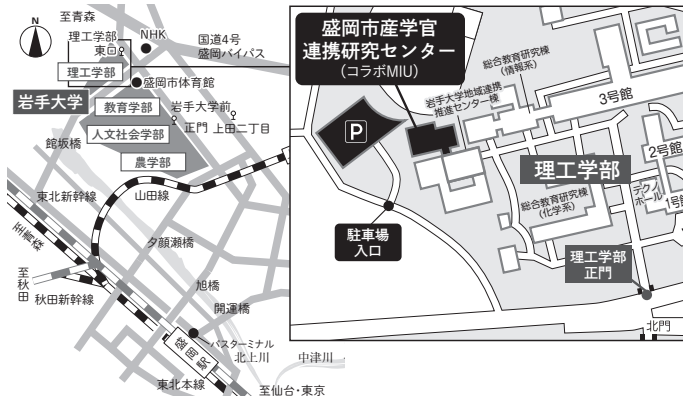 至青森
N
理工学部
東口
NHK
国道4号
盛岡バイパス
理工学部
盛岡市体育館
岩手大学
教育学部
岩手大学前
人文社会学部
正門
上田二丁目
館坂橋
農学部
東北新幹線
山田線
至青森
夕顔瀬橋
至秋田
秋田新幹線
旭橋
開運橋
バスターミナル
盛岡駅
北上川
中津川
東北本線
至仙台・東京
盛岡市産学官
連携研究センター
（コラボMIU）
岩手大学地域連携
推進センター棟
総合教育研究棟
（情報系）
3号館
P
理工学部
2号館
テクノ
ホール
1号館
総合教育研究棟
（化学系）
駐車場
入口
理工学部
正門
北門